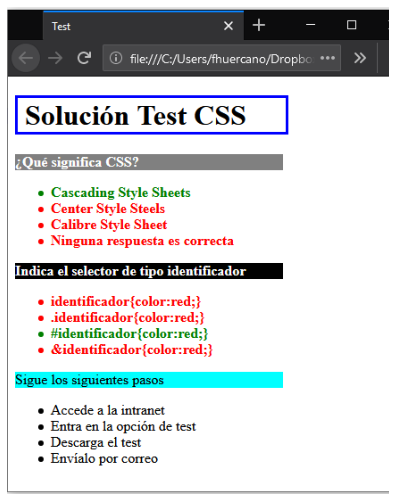 Test
file:///C:/Users/fhuercano/Dropbo
Solución Test CSS
¿Qué significa CSS?
Cascading Style Sheets
Center Style Steels
Calibre Style Sheet
Ninguna respuesta es correcta
Indica el selector de tipo identificador
identificador{color:red;}
.identificador{color:red;}
#identificador{color:red;}
&identificador{color:red;}
Sigue los siguientes pasos
Accede a la intranet
Entra en la opción de test
Descarga el test
Envíalo por correo